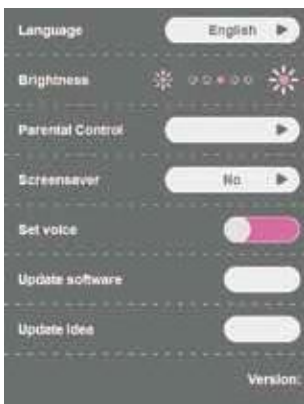 Language English
Brightness
Parental Control
Screensaver No
Set voice
Update software
Update idea
Version: